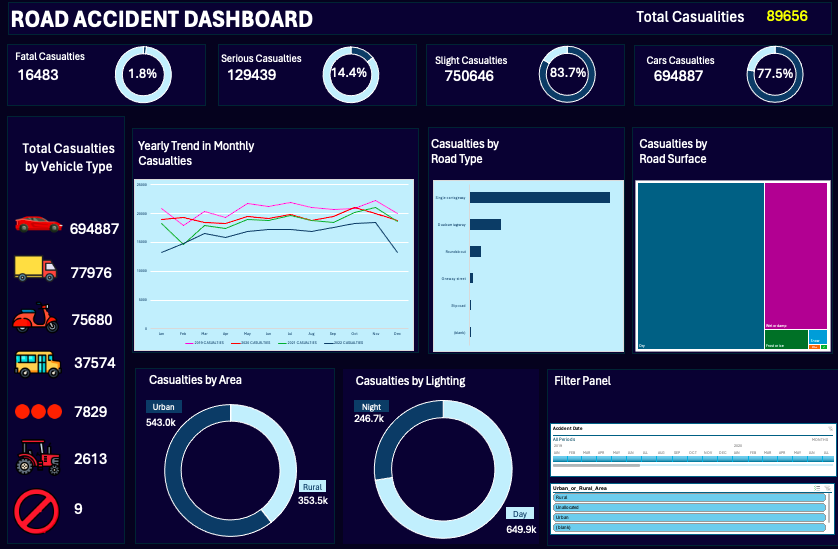 ROAD ACCIDENT DASHBOARD
Total Casualities
89656
Fatal Casualties
16483
1.8%
Serious Casualties
129439
14.4%
Slight Casualties
750646
83.7%
Cars Casualties
694887
77.5%
Total Casualties
by Vehicle Type
694887
77976
75680
37574
7829
2613
9
Yearly Trend in Monthly
Casualties
25000
20000
15000
10000
5000
0
Jan Feb Mar Apr May Jun Jul Aug Sep Oct Nov Dec
2019 CASUALTIES 2020 CASUALTIES 2021 CASUALTIES 2022 CASUALTIES
Casualties by
Road Type
Single carriageway
Dual carriageway
Roundabout
One way street
Slip road
(blank)
Casualties by
Road Surface
Dry
Wet or damp
Frost or ice
Snow
Casualties by Area
Urban
543.0k
Rural
353.5k
Casualties by Lighting
Night
246.7k
Day
649.9k
Filter Panel
Accident Date
All Periods
MONTHS
2019
2020
JAN FEB MAR APR MAY JUN JUL AUG SEP OCT NOV DEC JAN FEB MAR APR MAY JUN JUL
Urban_or_Rural_Area
Rural
Unallocated
Urban
(blank)